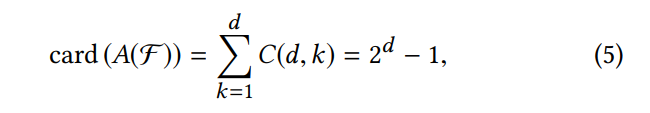 card (A(ℱ)) = ∑_{k=1}^{d} C(d, k) = 2^d − 1, (5)